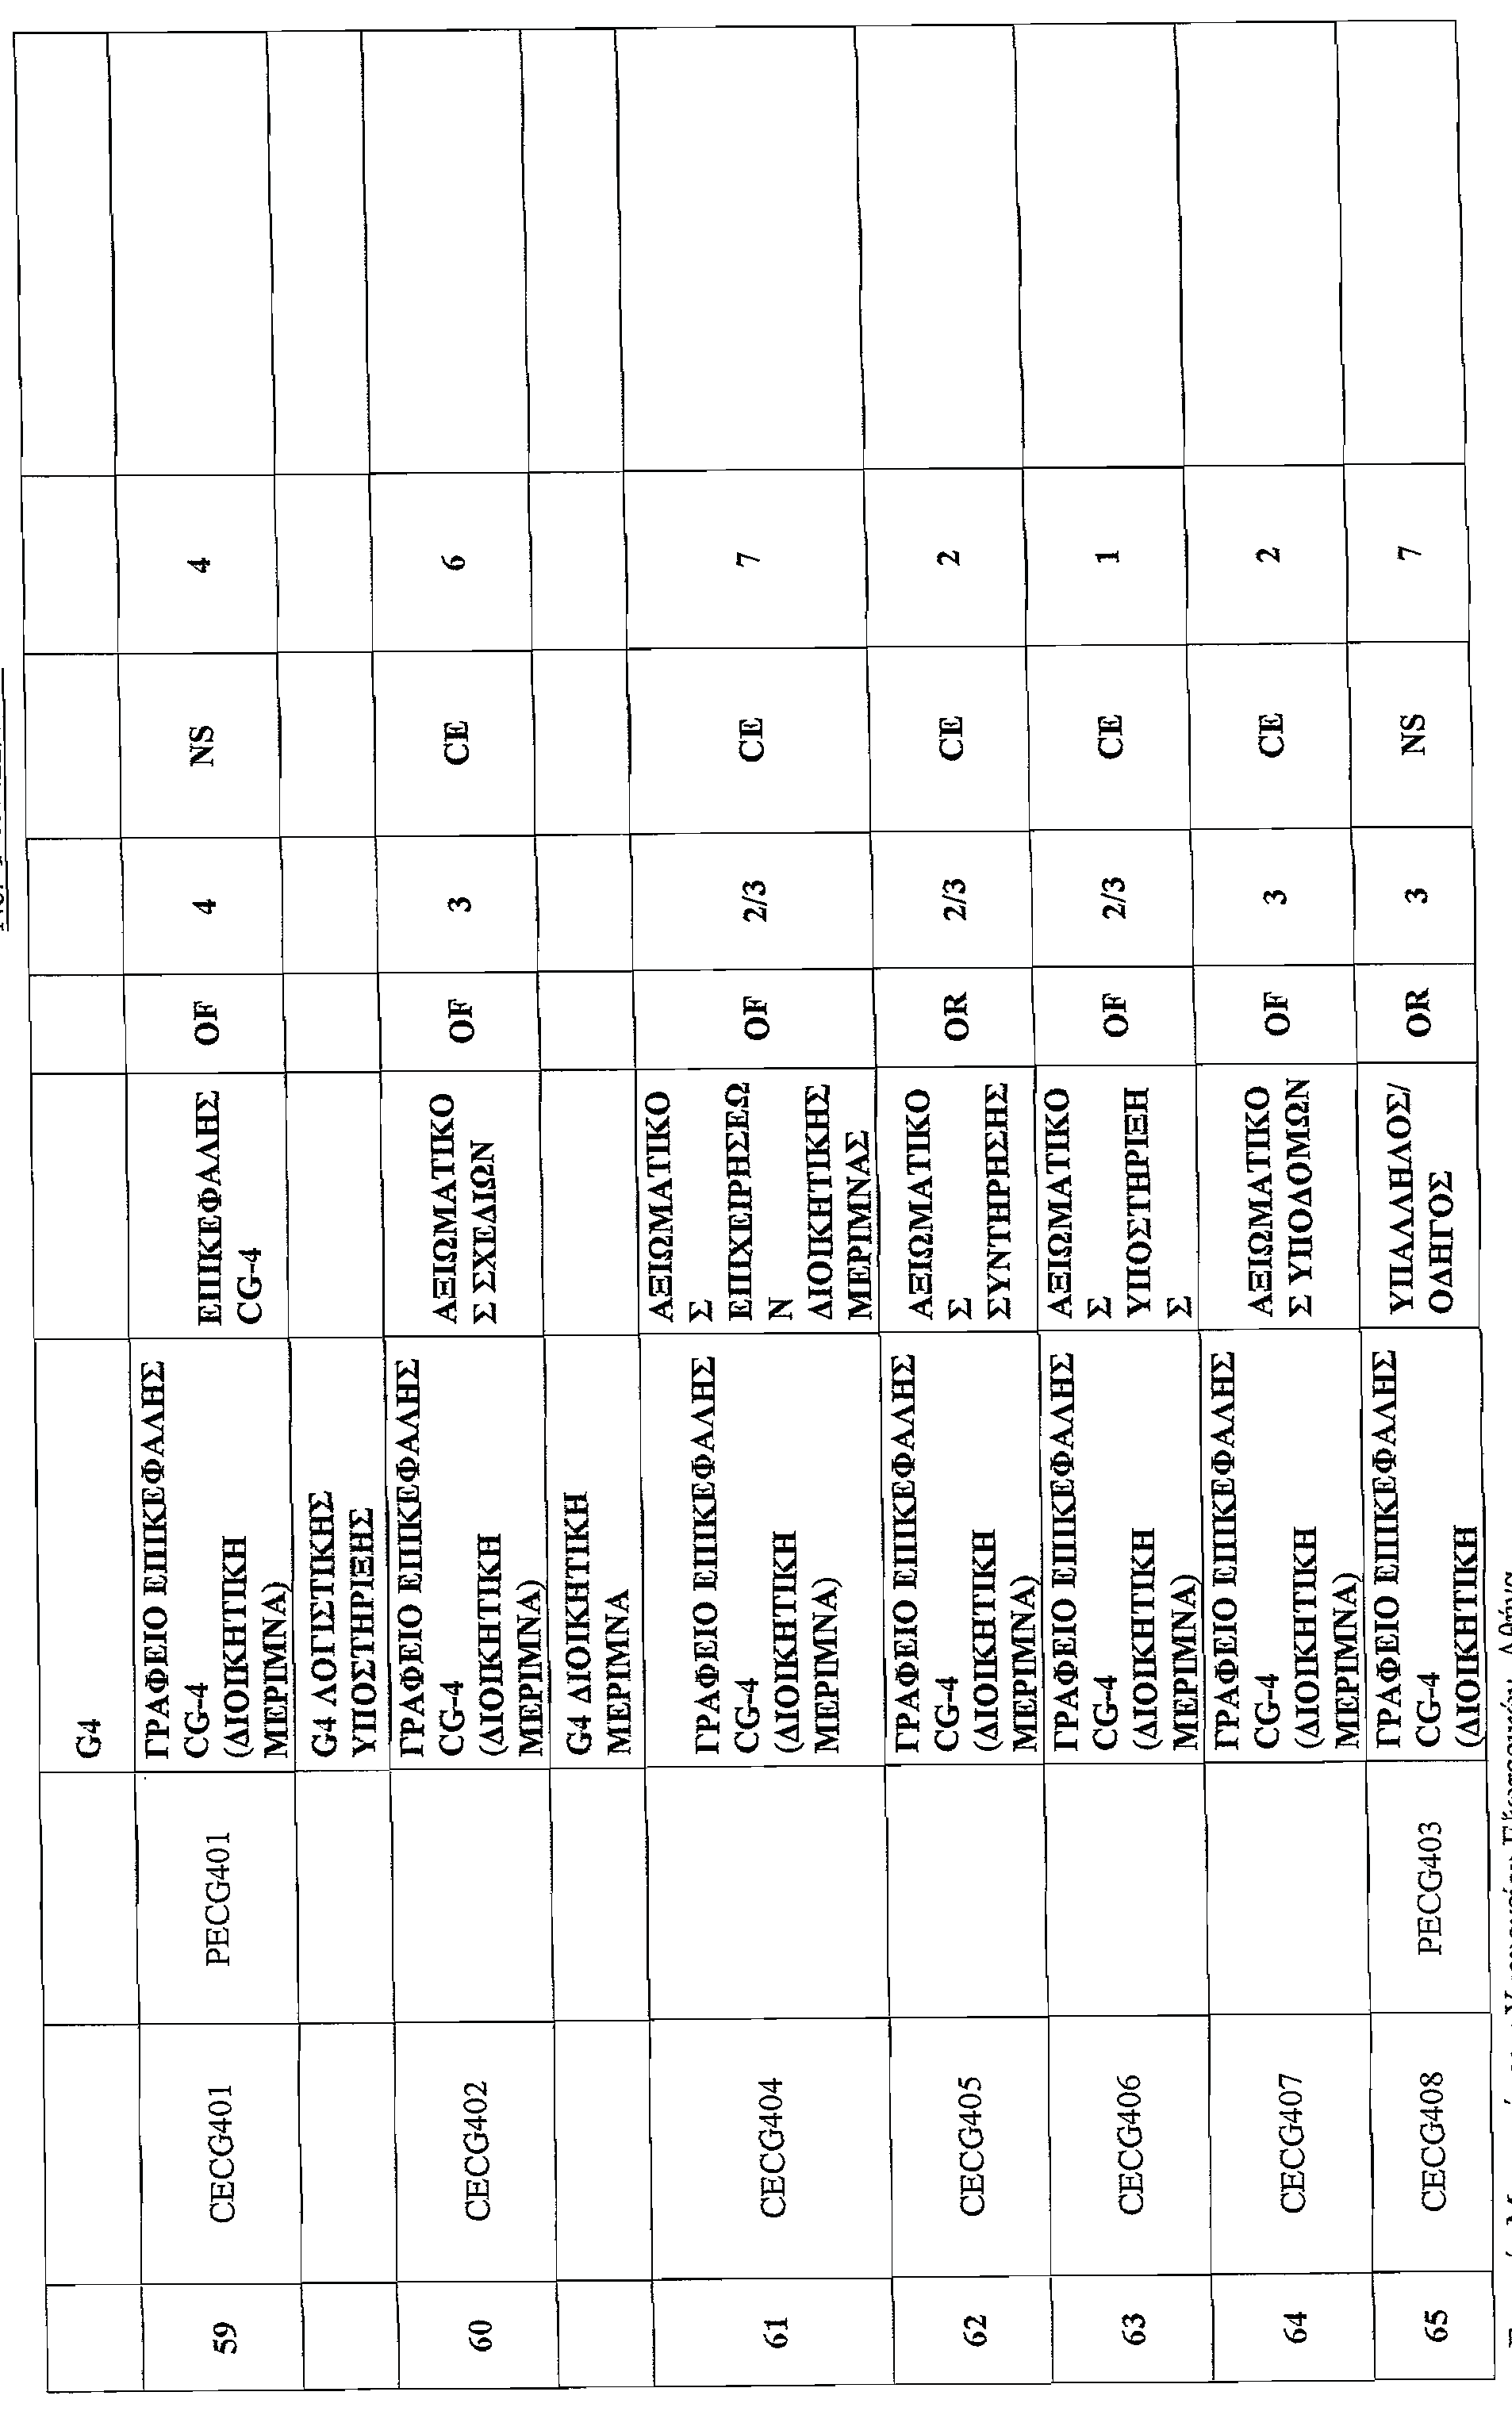 G4
59 CECG401 PECG401 ΓΡΑΦΕΙΟ ΕΠΙΚΕΦΑΛΗΣ ΕΠΙΚΕΦΑΛΗΣ OF 4 NS 4
CG-4 CG-4
(ΔΙΟΙΚΗΤΙΚΗ
ΜΕΡΙΜΝΑ)
G4 ΛΟΓΙΣΤΙΚΗΣ
ΥΠΟΣΤΗΡΙΞΗΣ
60 CECG402 ΓΡΑΦΕΙΟ ΕΠΙΚΕΦΑΛΗΣ ΑΞΙΩΜΑΤΙΚΟ OF 3 CE 6
CG-4 Σ ΣΧΕΔΙΩΝ
(ΔΙΟΙΚΗΤΙΚΗ
ΜΕΡΙΜΝΑ)
G4 ΔΙΟΙΚΗΤΙΚΗ
ΜΕΡΙΜΝΑ
61 CECG404 ΓΡΑΦΕΙΟ ΕΠΙΚΕΦΑΛΗΣ ΑΞΙΩΜΑΤΙΚΟ OF 2/3 CE 7
CG-4 Σ
(ΔΙΟΙΚΗΤΙΚΗ ΕΠΙΧΕΙΡΗΣΕΩ
ΜΕΡΙΜΝΑ) Ν
ΔΙΟΙΚΗΤΙΚΗΣ
ΜΕΡΙΜΝΑΣ
62 CECG405 ΓΡΑΦΕΙΟ ΕΠΙΚΕΦΑΛΗΣ ΑΞΙΩΜΑΤΙΚΟ OR 2/3 CE 2
CG-4 Σ
(ΔΙΟΙΚΗΤΙΚΗ ΣΥΝΤΗΡΗΣΗΣ
ΜΕΡΙΜΝΑ)
63 CECG406 ΓΡΑΦΕΙΟ ΕΠΙΚΕΦΑΛΗΣ ΑΞΙΩΜΑΤΙΚΟ OF 2/3 CE 1
CG-4 Σ
(ΔΙΟΙΚΗΤΙΚΗ ΥΠΟΣΤΗΡΙΞΗ
ΜΕΡΙΜΝΑ) Σ
64 CECG407 ΓΡΑΦΕΙΟ ΕΠΙΚΕΦΑΛΗΣ ΑΞΙΩΜΑΤΙΚΟ OF 3 CE 2
CG-4 Σ ΥΠΟΔΟΜΩΝ
(ΔΙΟΙΚΗΤΙΚΗ
ΜΕΡΙΜΝΑ)
65 CECG408 PECG403 ΓΡΑΦΕΙΟ ΕΠΙΚΕΦΑΛΗΣ ΥΠΑΛΛΗΛΟΣ/ OR 3 NS 7
CG-4 ΟΔΗΓΟΣ
(ΔΙΟΙΚΗΤΙΚΗ